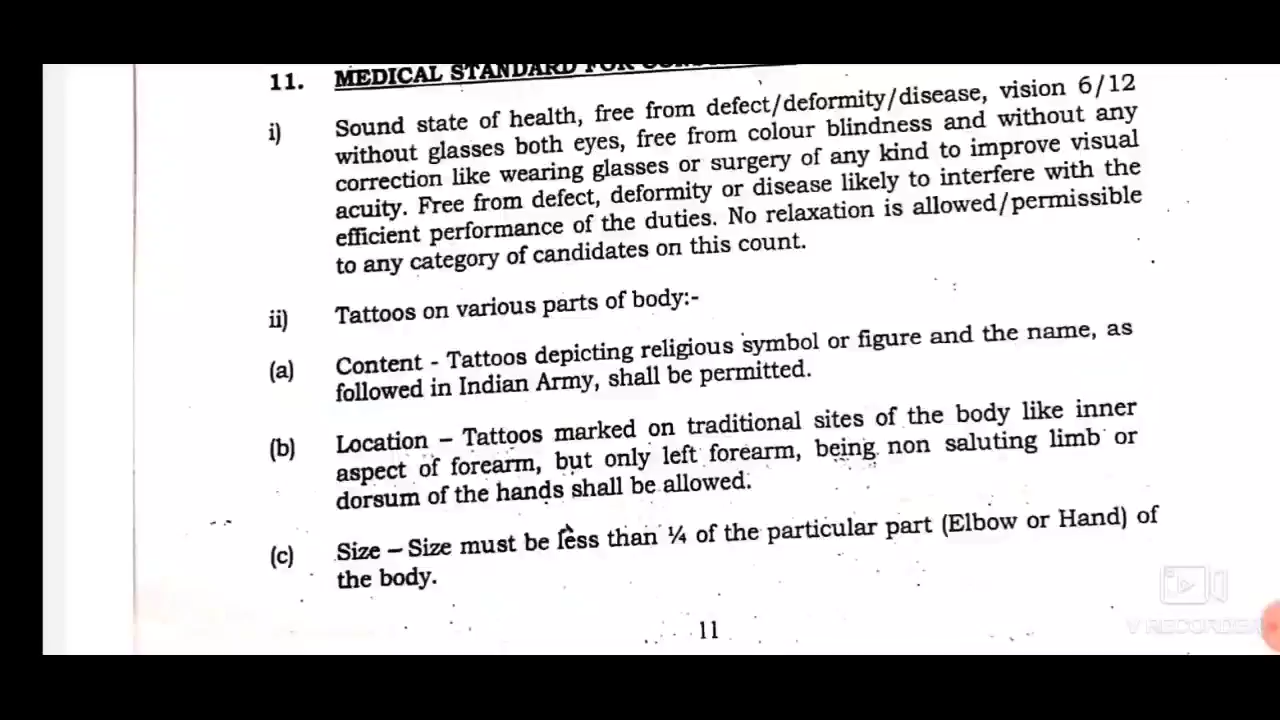 11. MEDICAL STANDARD FOR
i) Sound state of health, free from defect/deformity/disease, vision 6/12
without glasses both eyes, free from colour blindness and without any
correction like wearing glasses or surgery of any kind to improve visual
acuity. Free from defect, deformity or disease likely to interfere with the
efficient performance of the duties. No relaxation is allowed/permissible
to any category of candidates on this count.
ii) Tattoos on various parts of body:-
(a) Content - Tattoos depicting religious symbol or figure and the name, as
followed in Indian Army, shall be permitted.
(b) Location – Tattoos marked on traditional sites of the body like inner
aspect of forearm, but only left forearm, being non saluting limb or
dorsum of the hands shall be allowed.
(c) Size – Size must be less than ¼ of the particular part (Elbow or Hand) of
the body.
11
V RECORDER